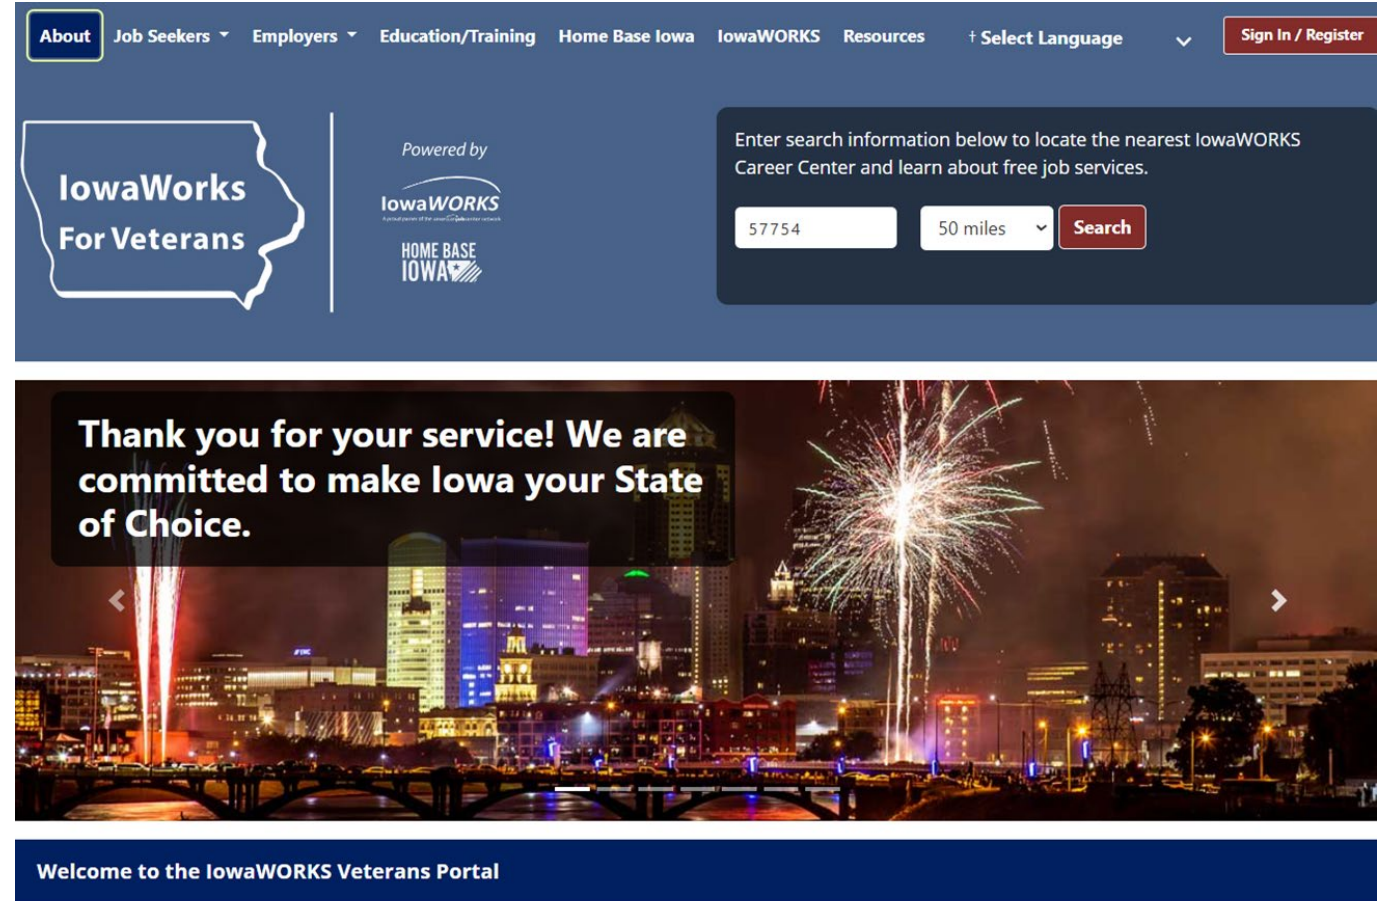 About Job Seekers Employers Education/Training Home Base Iowa IowaWORKS Resources † Select Language Sign In / Register
IowaWorks
For Veterans
Powered by
IowaWORKS
HOME BASE
IOWA
Enter search information below to locate the nearest IowaWORKS
Career Center and learn about free job services.
57754 50 miles Search
Thank you for your service! We are
committed to make Iowa your State
of Choice.
Welcome to the IowaWORKS Veterans Portal